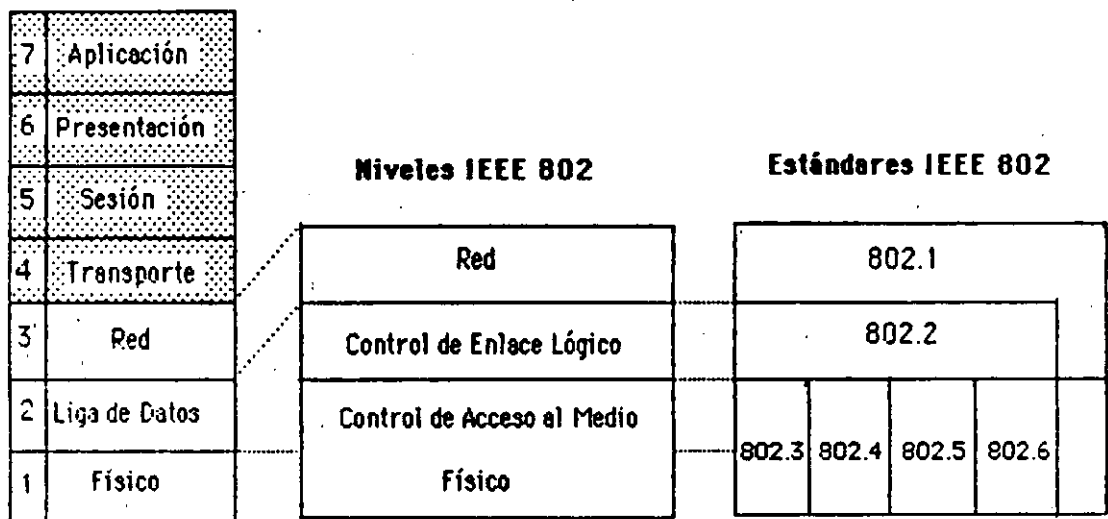 7 Aplicación
6 Presentación
5 Sesión
4 Transporte
3 Red
2 Liga de Datos
1 Físico
Niveles IEEE 802
Red
Control de Enlace Lógico
Control de Acceso al Medio
Físico
Estándares IEEE 802
802.1
802.2
802.3 802.4 802.5 802.6